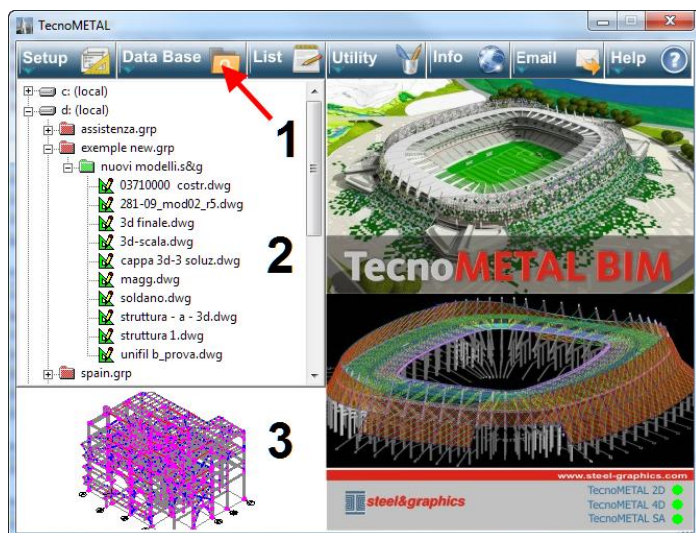 TecnoMETAL
Setup Data Base List Utility Info Email Help ?
c: (local)
d: (local)
assistenza.grp
1
exemple new.grp
nuovi modelli.s&g
03710000 costr.dwg
281-09_mod02_r5.dwg
3d finale.dwg
3d-scala.dwg
2
cappa 3d-3 soluz.dwg
magg.dwg
soldano.dwg
struttura - a - 3d.dwg
struttura 1.dwg
unifil b_prova.dwg
spain.grp
TecnoMETAL BIM
3
www.steel-graphics.com
steel&graphics
TecnoMETAL 2D
TecnoMETAL 4D
TecnoMETAL SA